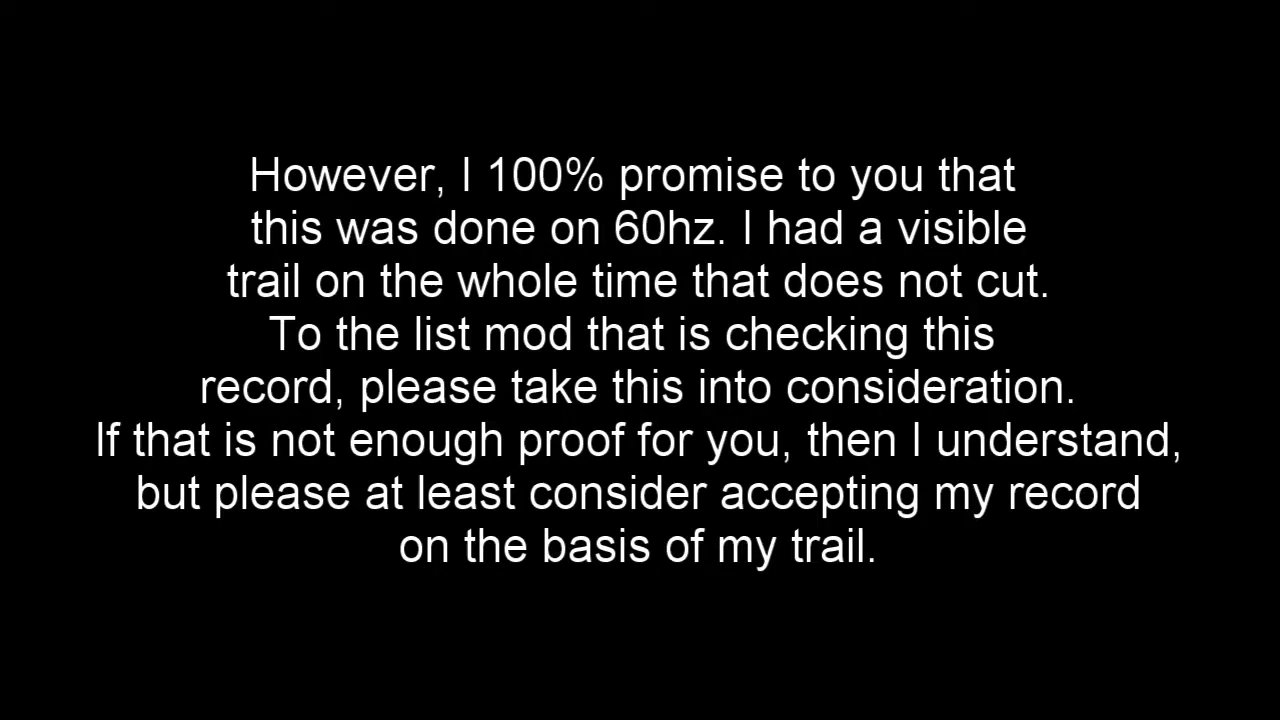 However, I 100% promise to you that
this was done on 60hz. I had a visible
trail on the whole time that does not cut.
To the list mod that is checking this
record, please take this into consideration.
If that is not enough proof for you, then I understand,
but please at least consider accepting my record
on the basis of my trail.